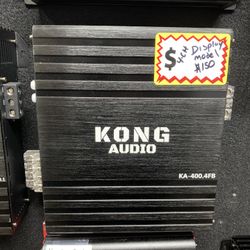 $
Display
model
$150
KONG
AUDIO
KA-400.4FB